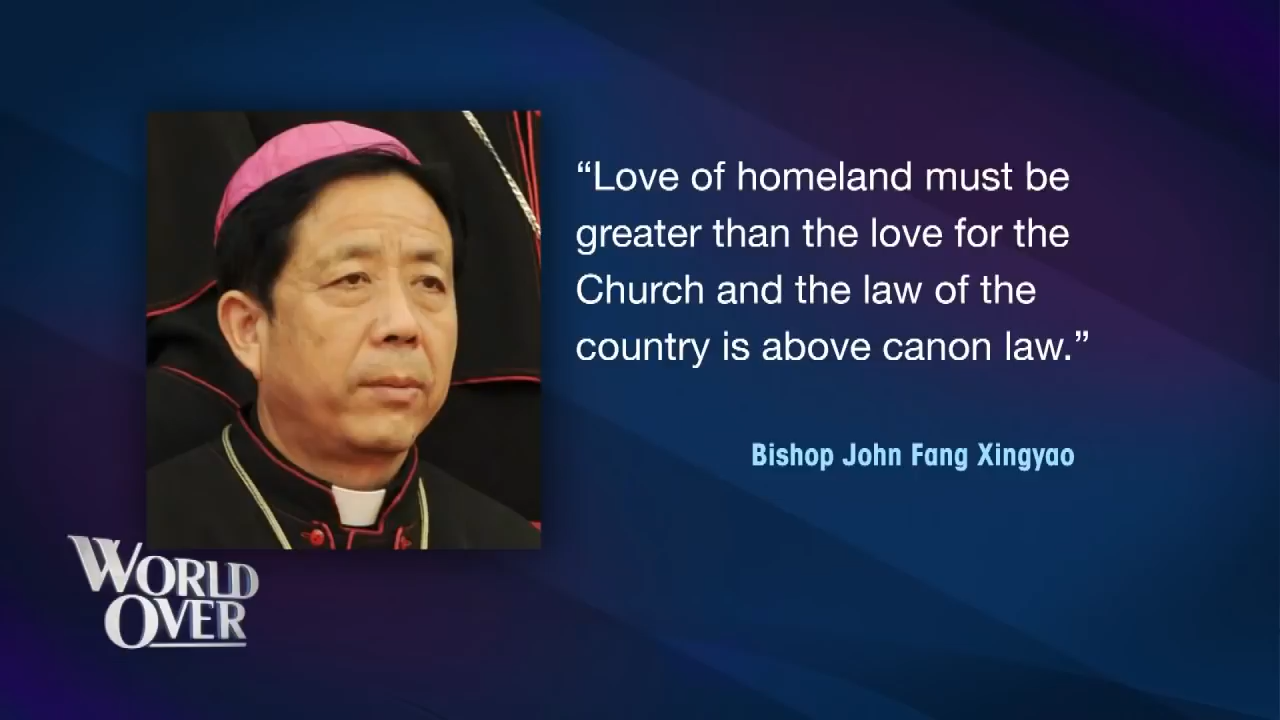 “Love of homeland must be
greater than the love for the
Church and the law of the
country is above canon law.”
Bishop John Fang Xingyao
WORLD
OVER